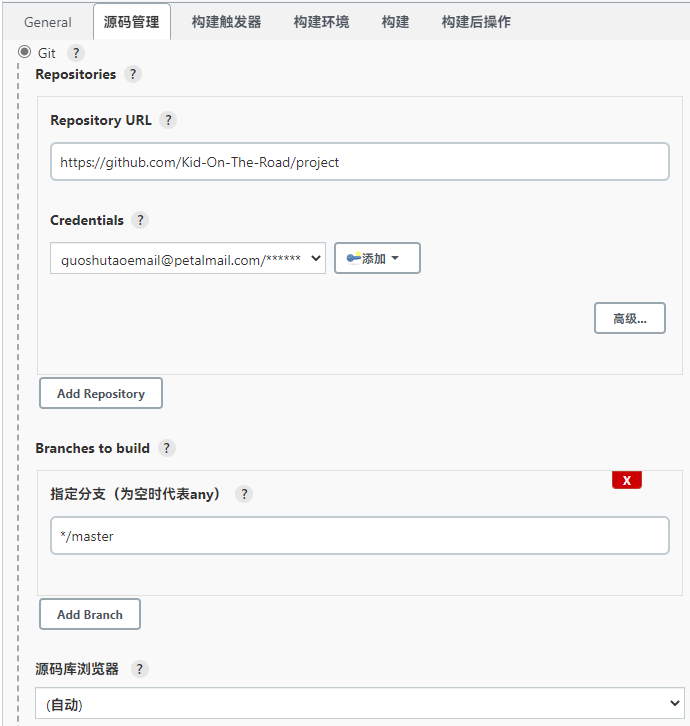 General 源码管理 构建触发器 构建环境 构建 构建后操作
Git ?
Repositories ?
Repository URL ?
https://github.com/Kid-On-The-Road/project
Credentials ?
guoshutaoemail@petalmail.com/****** 添加
高级...
Add Repository
Branches to build ?
X
指定分支（为空时代表any） ?
*/master
Add Branch
源码库浏览器 ?
(自动)